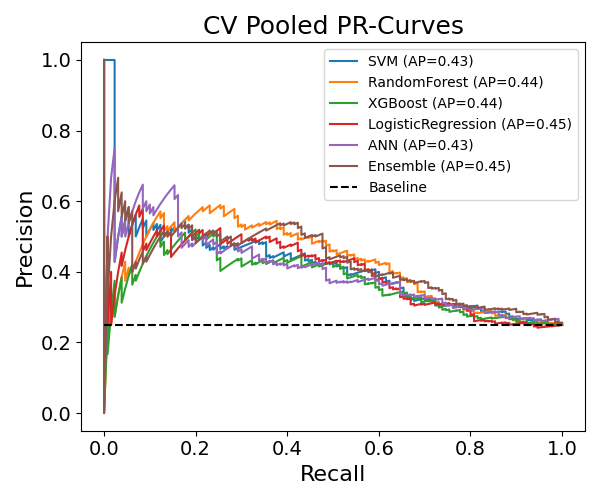 CV Pooled PR-Curves
SVM (AP=0.43)
RandomForest (AP=0.44)
XGBoost (AP=0.44)
LogisticRegression (AP=0.45)
ANN (AP=0.43)
Ensemble (AP=0.45)
Baseline
Precision
1.0
0.8
0.6
0.4
0.2
0.0
0.0 0.2 0.4 0.6 0.8 1.0
Recall